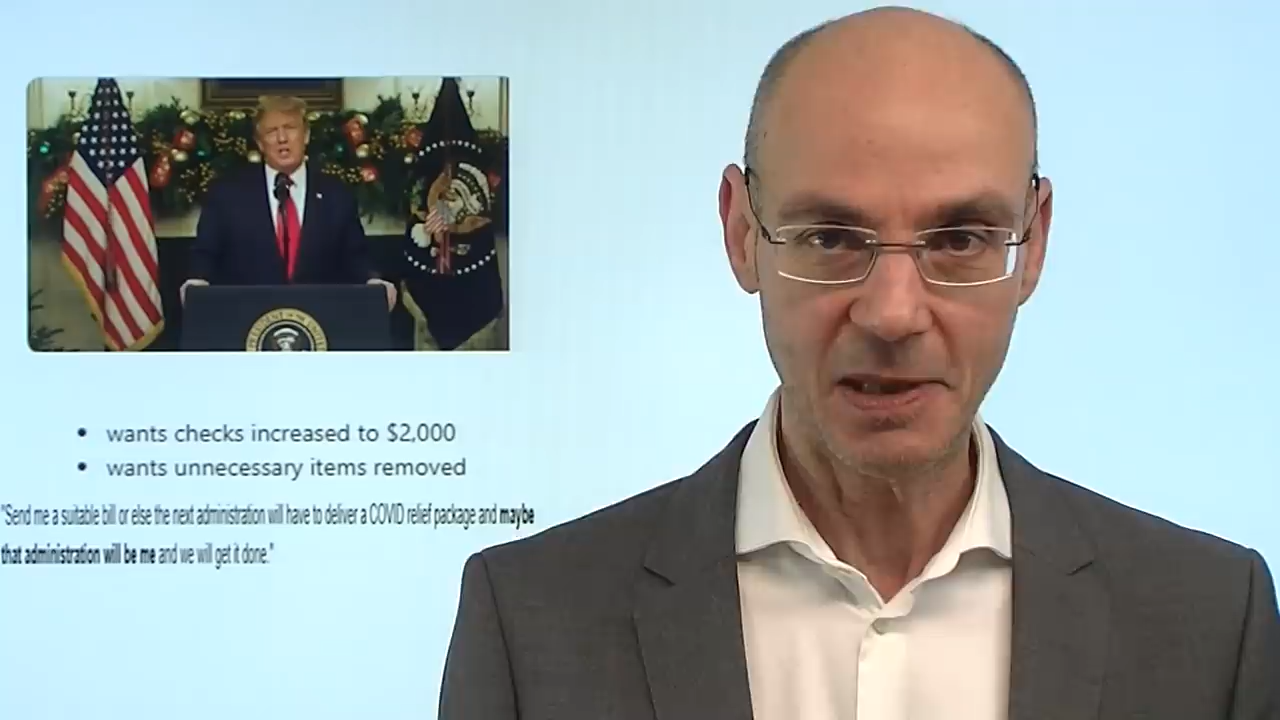 • wants checks increased to $2,000
• wants unnecessary items removed
"Send me a suitable bill or else the next administration will have to deliver a COVID relief package and maybe
that administration will be me and we will get it done."